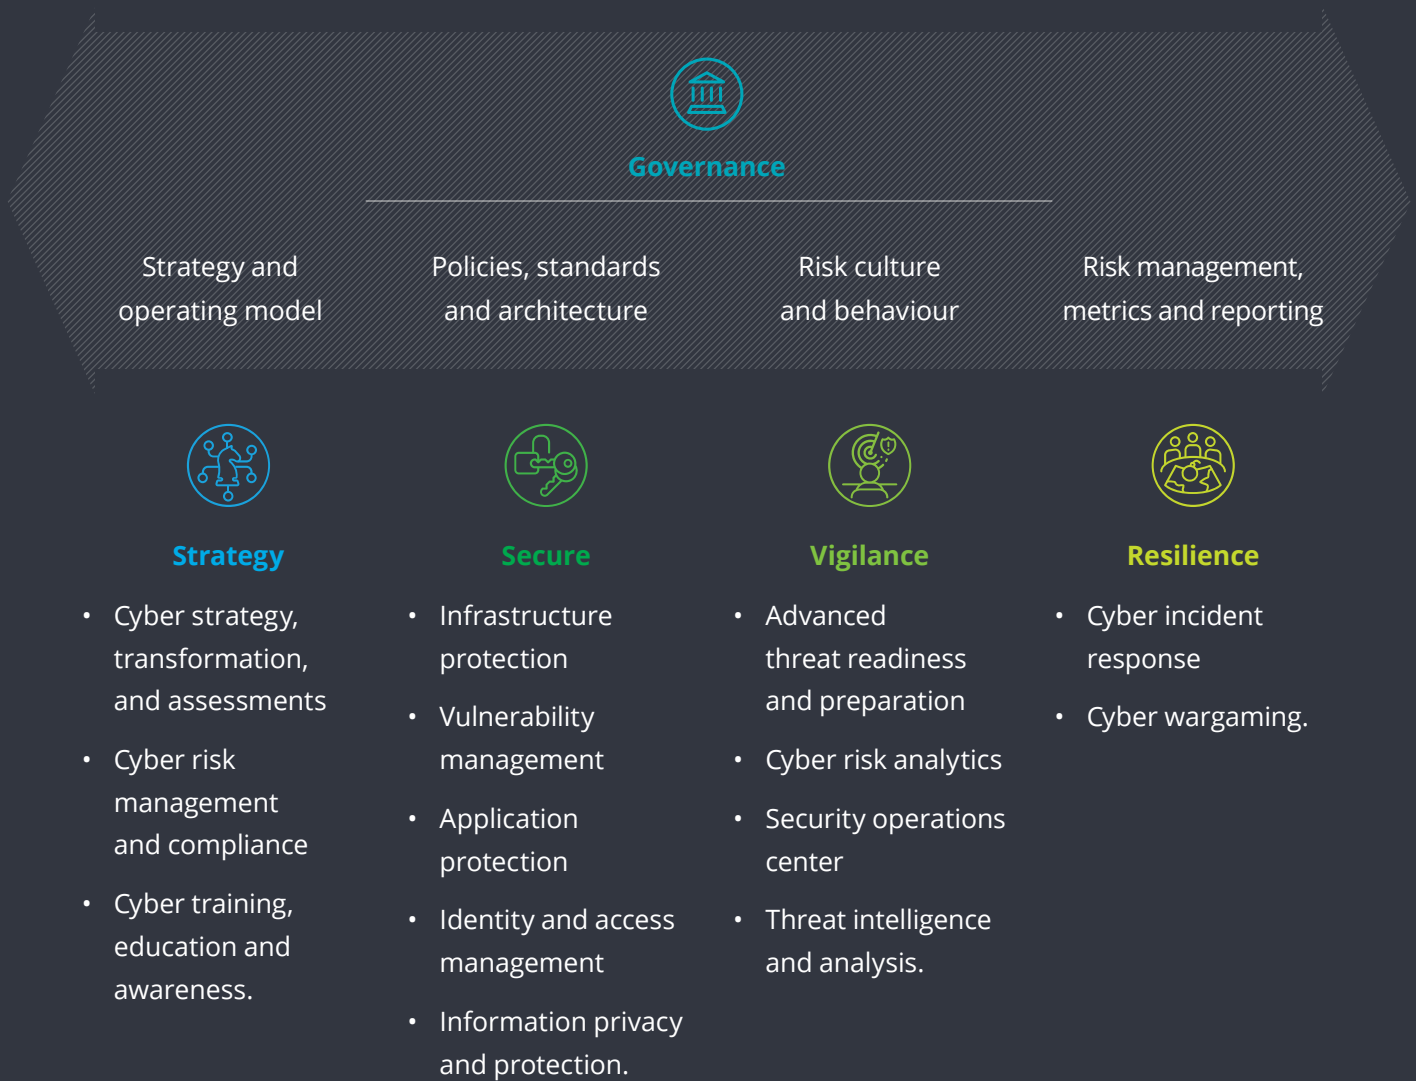 Governance
Strategy and
operating model
Policies, standards
and architecture
Risk culture
and behaviour
Risk management,
metrics and reporting
Strategy
• Cyber strategy,
transformation,
and assessments
• Cyber risk
management
and compliance
• Cyber training,
education and
awareness.
Secure
• Infrastructure
protection
• Vulnerability
management
• Application
protection
• Identity and access
management
• Information privacy
and protection.
Vigilance
• Advanced
threat readiness
and preparation
• Cyber risk analytics
• Security operations
center
• Threat intelligence
and analysis.
Resilience
• Cyber incident
response
• Cyber wargaming.